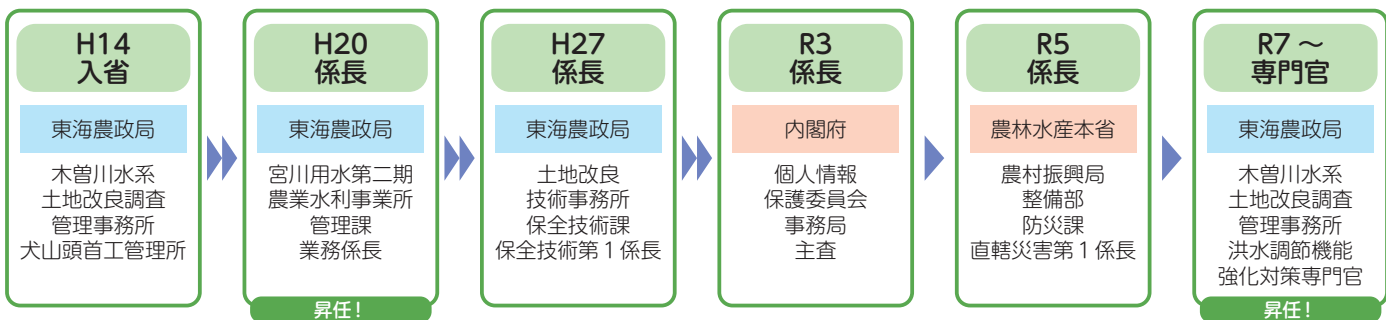 H14
入省
東海農政局
木曽川水系
土地改良調査
管理事務所
犬山頭首工管理所
H20
係長
東海農政局
宮川用水第二期
農業水利事業所
管理課
業務係長
昇任!
H27
係長
東海農政局
土地改良
技術事務所
保全技術課
保全技術第1係長
R3
係長
内閣府
個人情報
保護委員会
事務局
主査
R5
係長
農林水産本省
農村振興局
整備部
防災課
直轄災害第1係長
R7～
専門官
東海農政局
木曽川水系
土地改良調査
管理事務所
洪水調節機能
強化対策専門官
昇任!